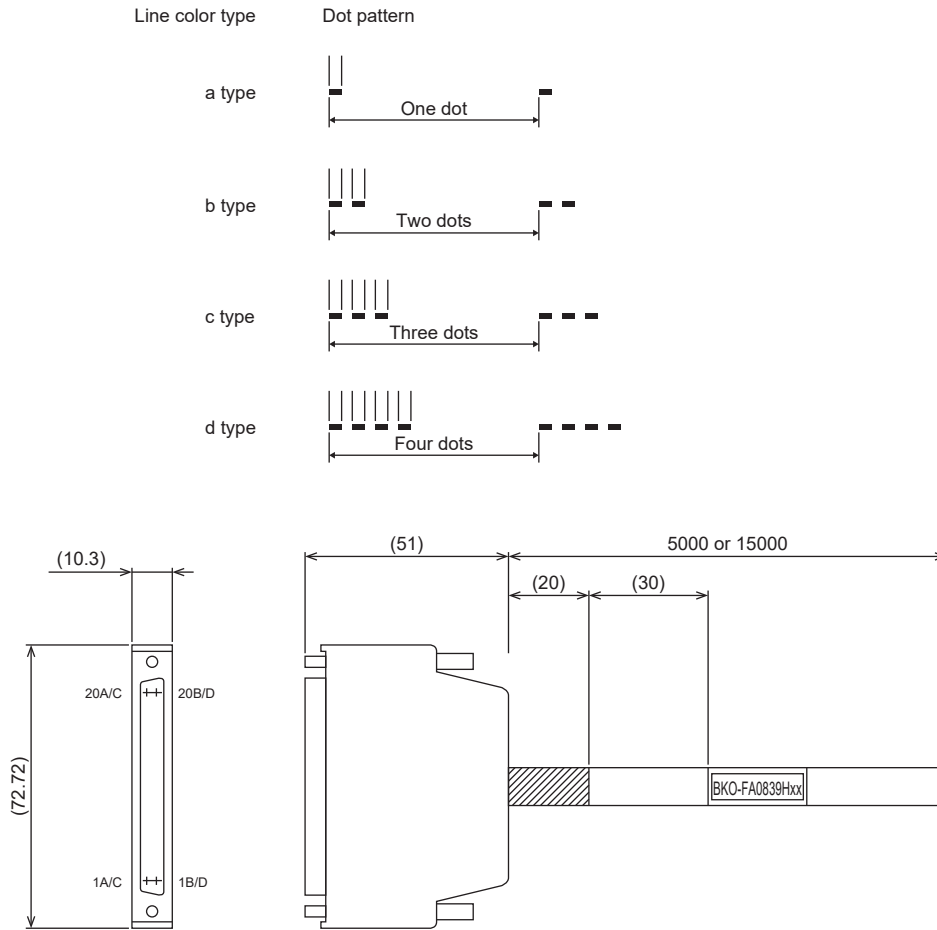 Line color type Dot pattern
a type
One dot
b type
Two dots
c type
Three dots
d type
Four dots
(10.3)
(51)
5000 or 15000
(20)
(30)
20A/C
20B/D
(72.72)
BKO-FA0839Hxx
1A/C
1B/D